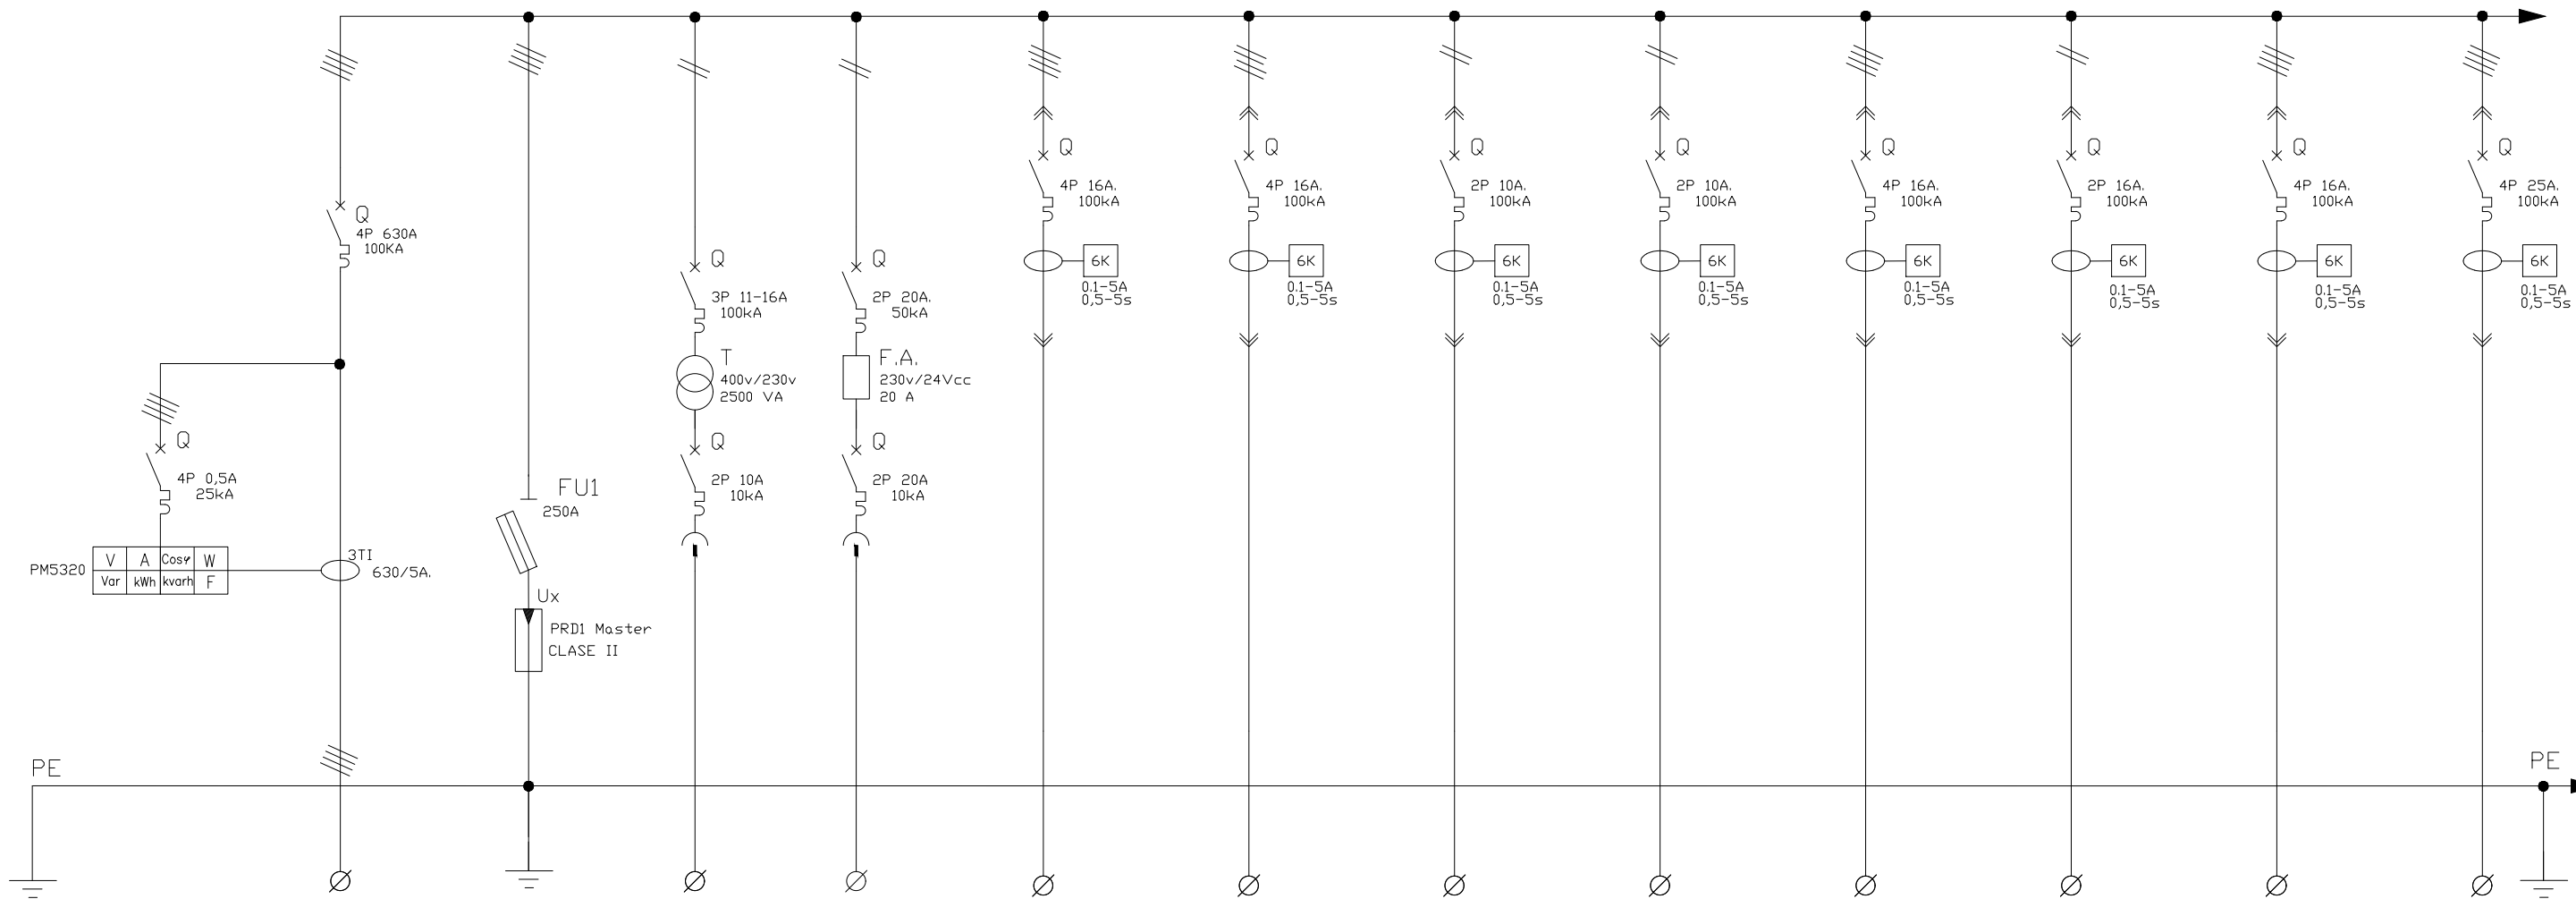 Q
4P 630A
100KA
Q
4P 0,5A
25kA
PM5320
V A Cosφ W
Var kWh kvarh F
3TI
630/5A.
FU1
250A
Ux
PRD1 Master
CLASE II
Q
3P 11-16A
100kA
T
400v/230v
2500 VA
Q
2P 10A
10kA
Q
2P 20A.
50kA
F.A.
230v/24Vcc
20 A
Q
2P 20A
10kA
Q
4P 16A.
100kA
6K
0.1-5A
0,5-5s
Q
4P 16A.
100kA
6K
0.1-5A
0,5-5s
Q
2P 10A.
100kA
6K
0.1-5A
0,5-5s
Q
2P 10A.
100kA
6K
0.1-5A
0,5-5s
Q
4P 16A.
100kA
6K
0.1-5A
0,5-5s
Q
2P 16A.
100kA
6K
0.1-5A
0,5-5s
Q
4P 16A.
100kA
6K
0.1-5A
0,5-5s
Q
4P 25A.
100kA
6K
0.1-5A
0,5-5s
PE
PE